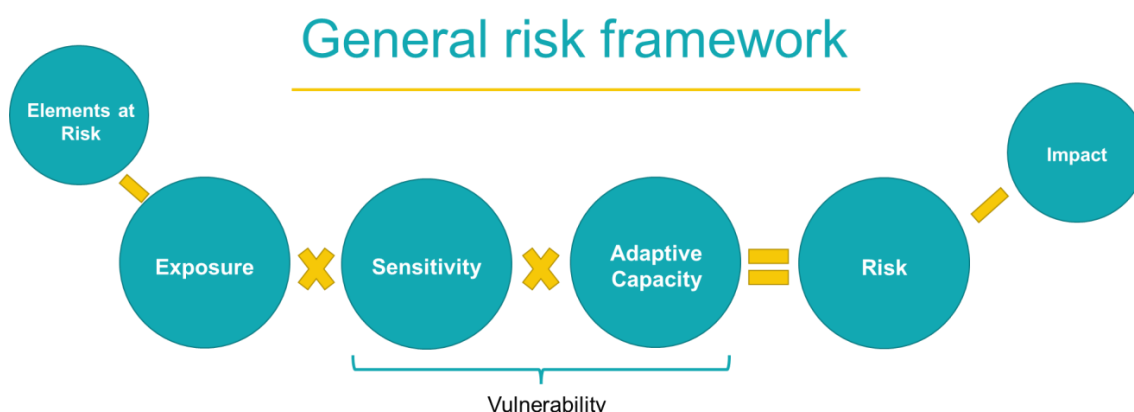 General risk framework
Elements at
Risk
Impact
Exposure
Sensitivity
Adaptive
Capacity
Risk
Vulnerability